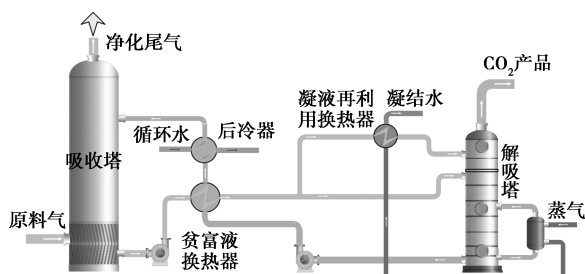 净化尾气
CO2产品
凝液再利
用换热器
凝结水
循环水
后冷器
吸收塔
解
吸
塔
蒸气
原料气
贫富液
换热器